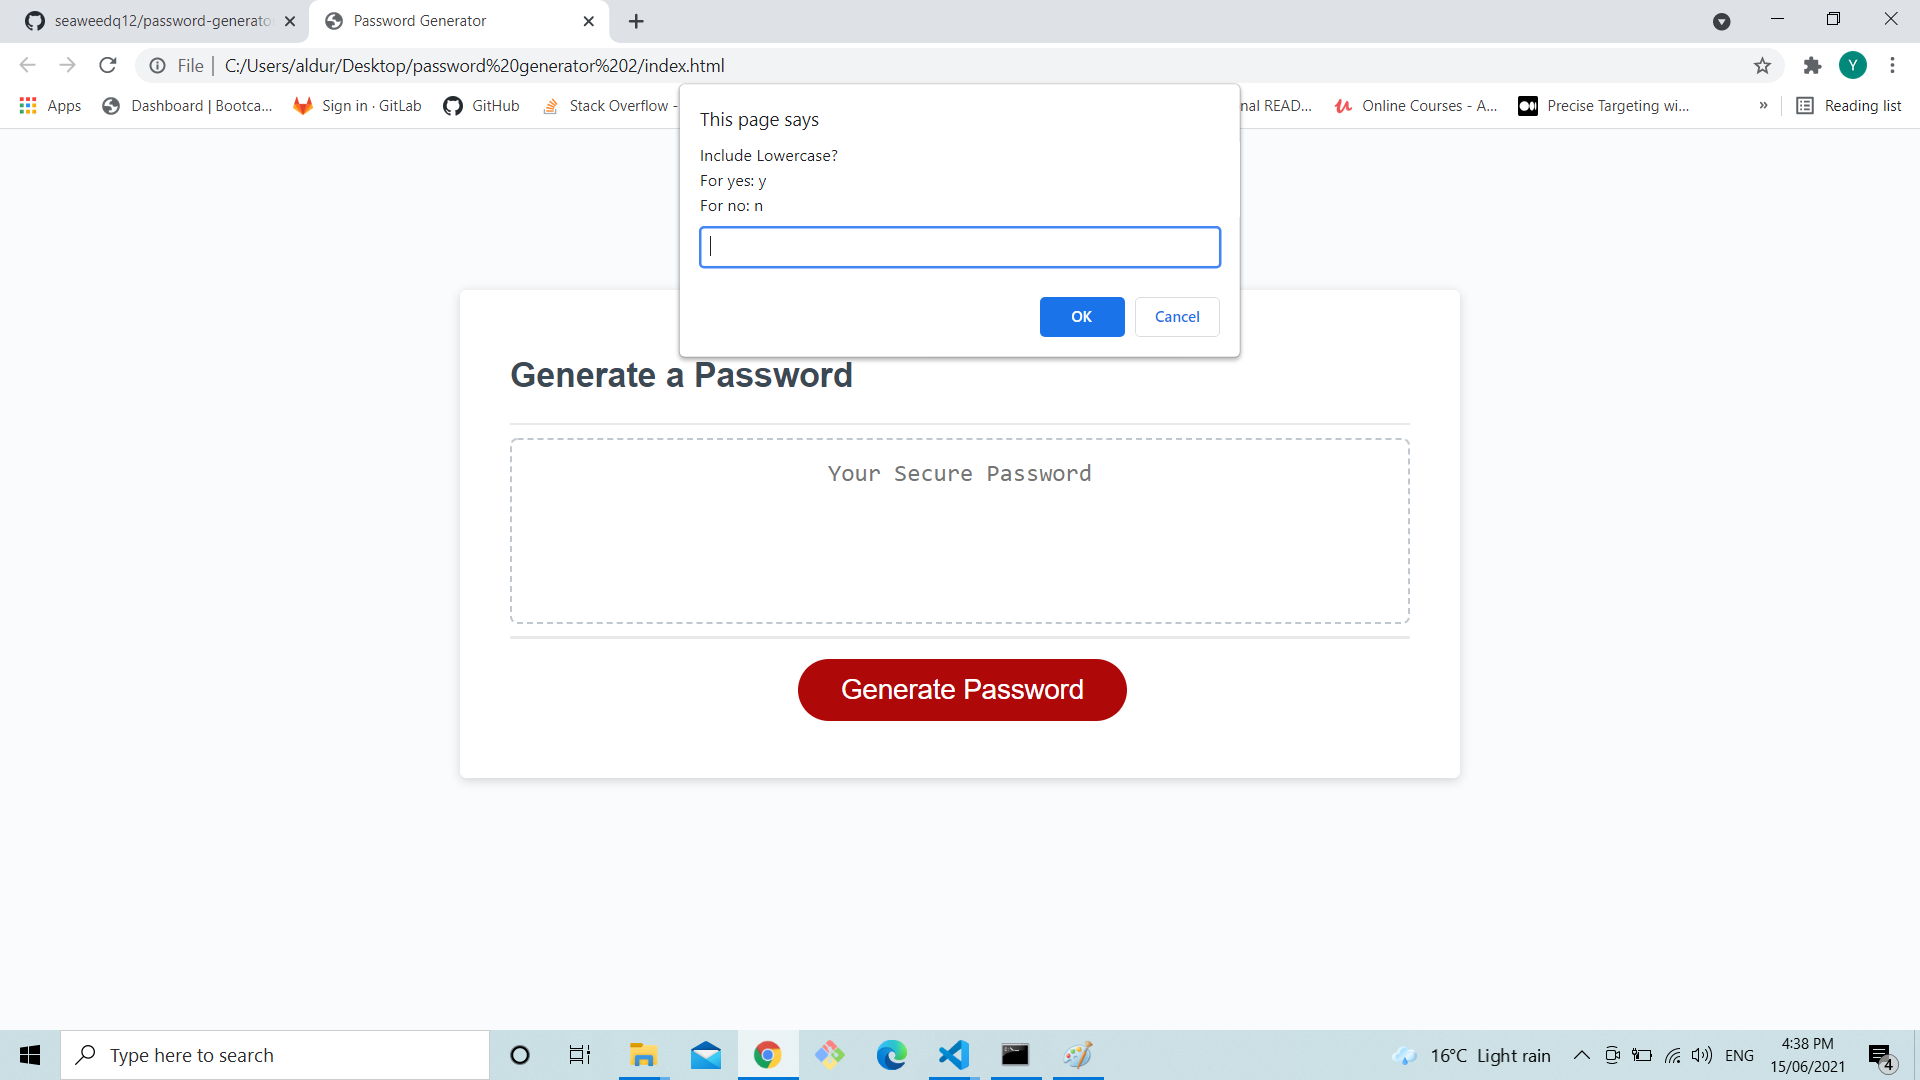 seaweedq12/password-generato
Password Generator
File
C:/Users/aldur/Desktop/password%20generator%202/index.html
Y
Apps
Dashboard | Bootca...
Sign in · GitLab
GitHub
Stack Overflow -
nal READ...
Online Courses - A...
Precise Targeting wi...
»
Reading list
This page says
Include Lowercase?
For yes: y
For no: n
OK
Cancel
Generate a Password
Your Secure Password
Generate Password
Type here to search
16°C Light rain
ENG
4:38 PM
15/06/2021
4